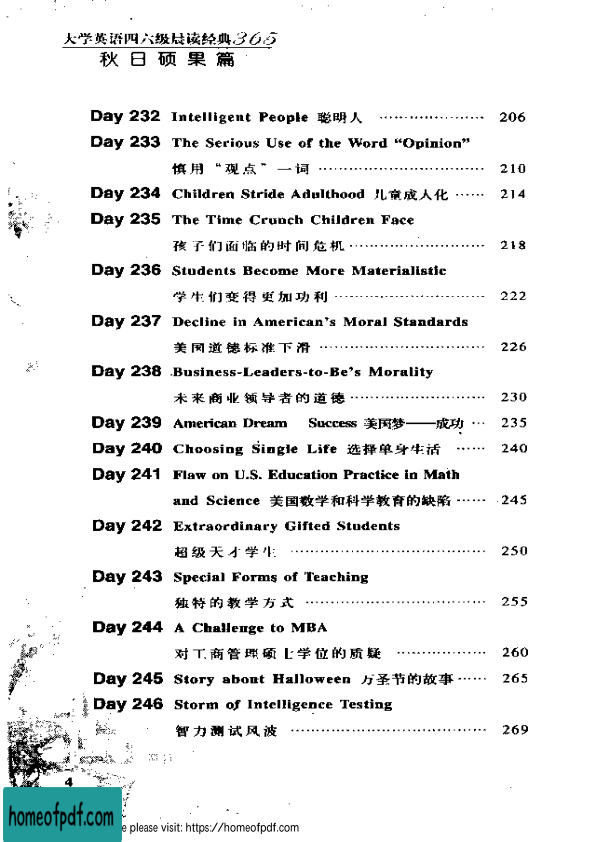 大学英语四六级晨读经典365
秋日硕果篇
Day 232 Intelligent People 聪明人 ………………… 206
Day 233 The Serious Use of the Word “Opinion”
慎用“观点”一词 …………………………… 210
Day 234 Children Stride Adulthood 儿童成人化 …… 214
Day 235 The Time Crunch Children Face
孩子们面临的时间危机 ……………………… 218
Day 236 Students Become More Materialistic
学生们变得更加功利 ………………………… 222
Day 237 Decline in American's Moral Standards
美国道德标准下滑 …………………………… 226
Day 238 Business-Leaders-to-Be's Morality
未来商业领导者的道德 ……………………… 230
Day 239 American Dream Success 美国梦——成功 … 235
Day 240 Choosing Single Life 选择单身生活 …… 240
Day 241 Flaw on U.S. Education Practice in Math
and Science 美国数学和科学教育的缺陷 …… 245
Day 242 Extraordinary Gifted Students
超级天才学生 ………………………………… 250
Day 243 Special Forms of Teaching
独特的教学方式 ……………………………… 255
Day 244 A Challenge to MBA
对工商管理硕士学位的质疑 ……………… 260
Day 245 Story about Halloween 万圣节的故事 …… 265
Day 246 Storm of Intelligence Testing
智力测试风波 ………………………………… 269
4
homeofpdf.com
e please visit: https://homeofpdf.com